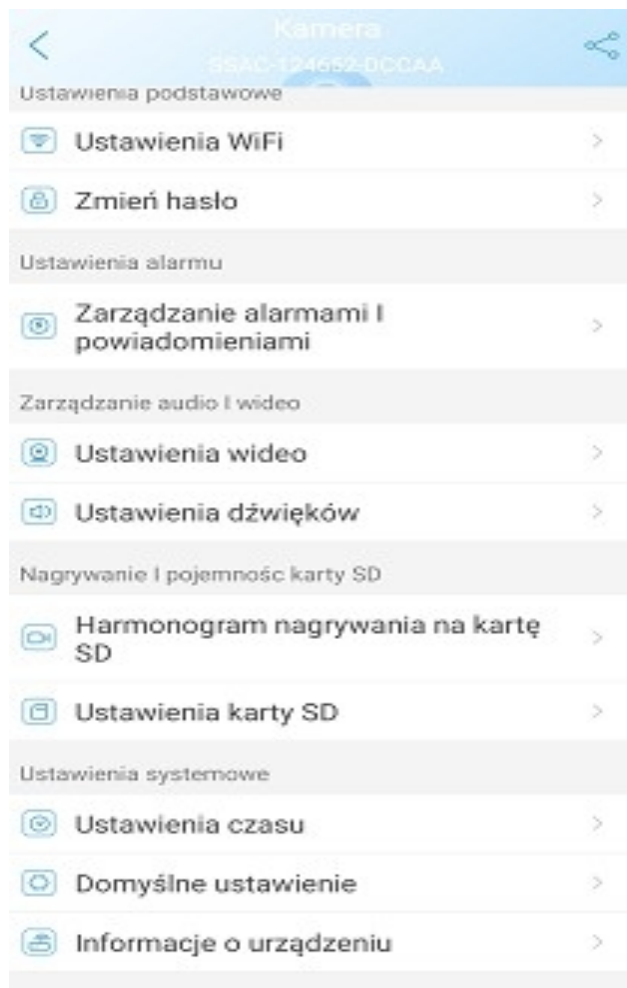 Kamera
SSAC-124652-DCCAA
Ustawienia podstawowe
Ustawienia WiFi
Zmień hasło
Ustawienia alarmu
Zarządzanie alarmami I
powiadomieniami
Zarządzanie audio I wideo
Ustawienia wideo
Ustawienia dźwięków
Nagrywanie I pojemnośc karty SD
Harmonogram nagrywania na kartę
SD
Ustawienia karty SD
Ustawienia systemowe
Ustawienia czasu
Domyślne ustawienie
Informacje o urządzeniu